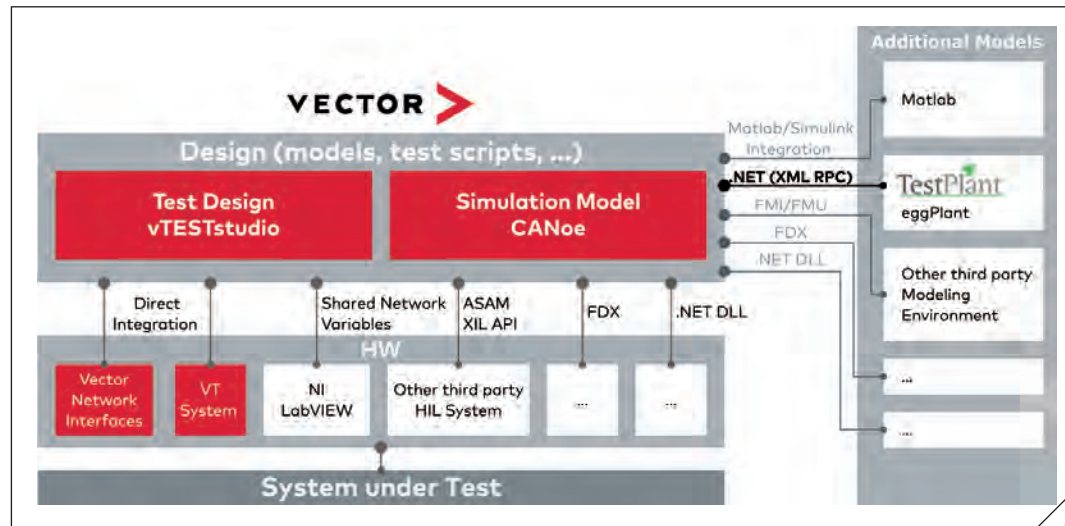 Additional Models
VECTOR
Design (models, test scripts, ...)
Test Design
vTESTstudio
Simulation Model
CANoe
Matlab/Simulink
Integration
.NET (XML RPC)
FMI/FMU
FDX
.NET DLL
Matlab
TestPlant
eggPlant
Other third party
Modeling
Environment
...
...
Direct
Integration
Shared Network
Variables
ASAM
XIL API
FDX
.NET DLL
HW
Vector
Network
Interfaces
VT
System
NI
LabVIEW
Other third party
HIL System
...
...
System under Test